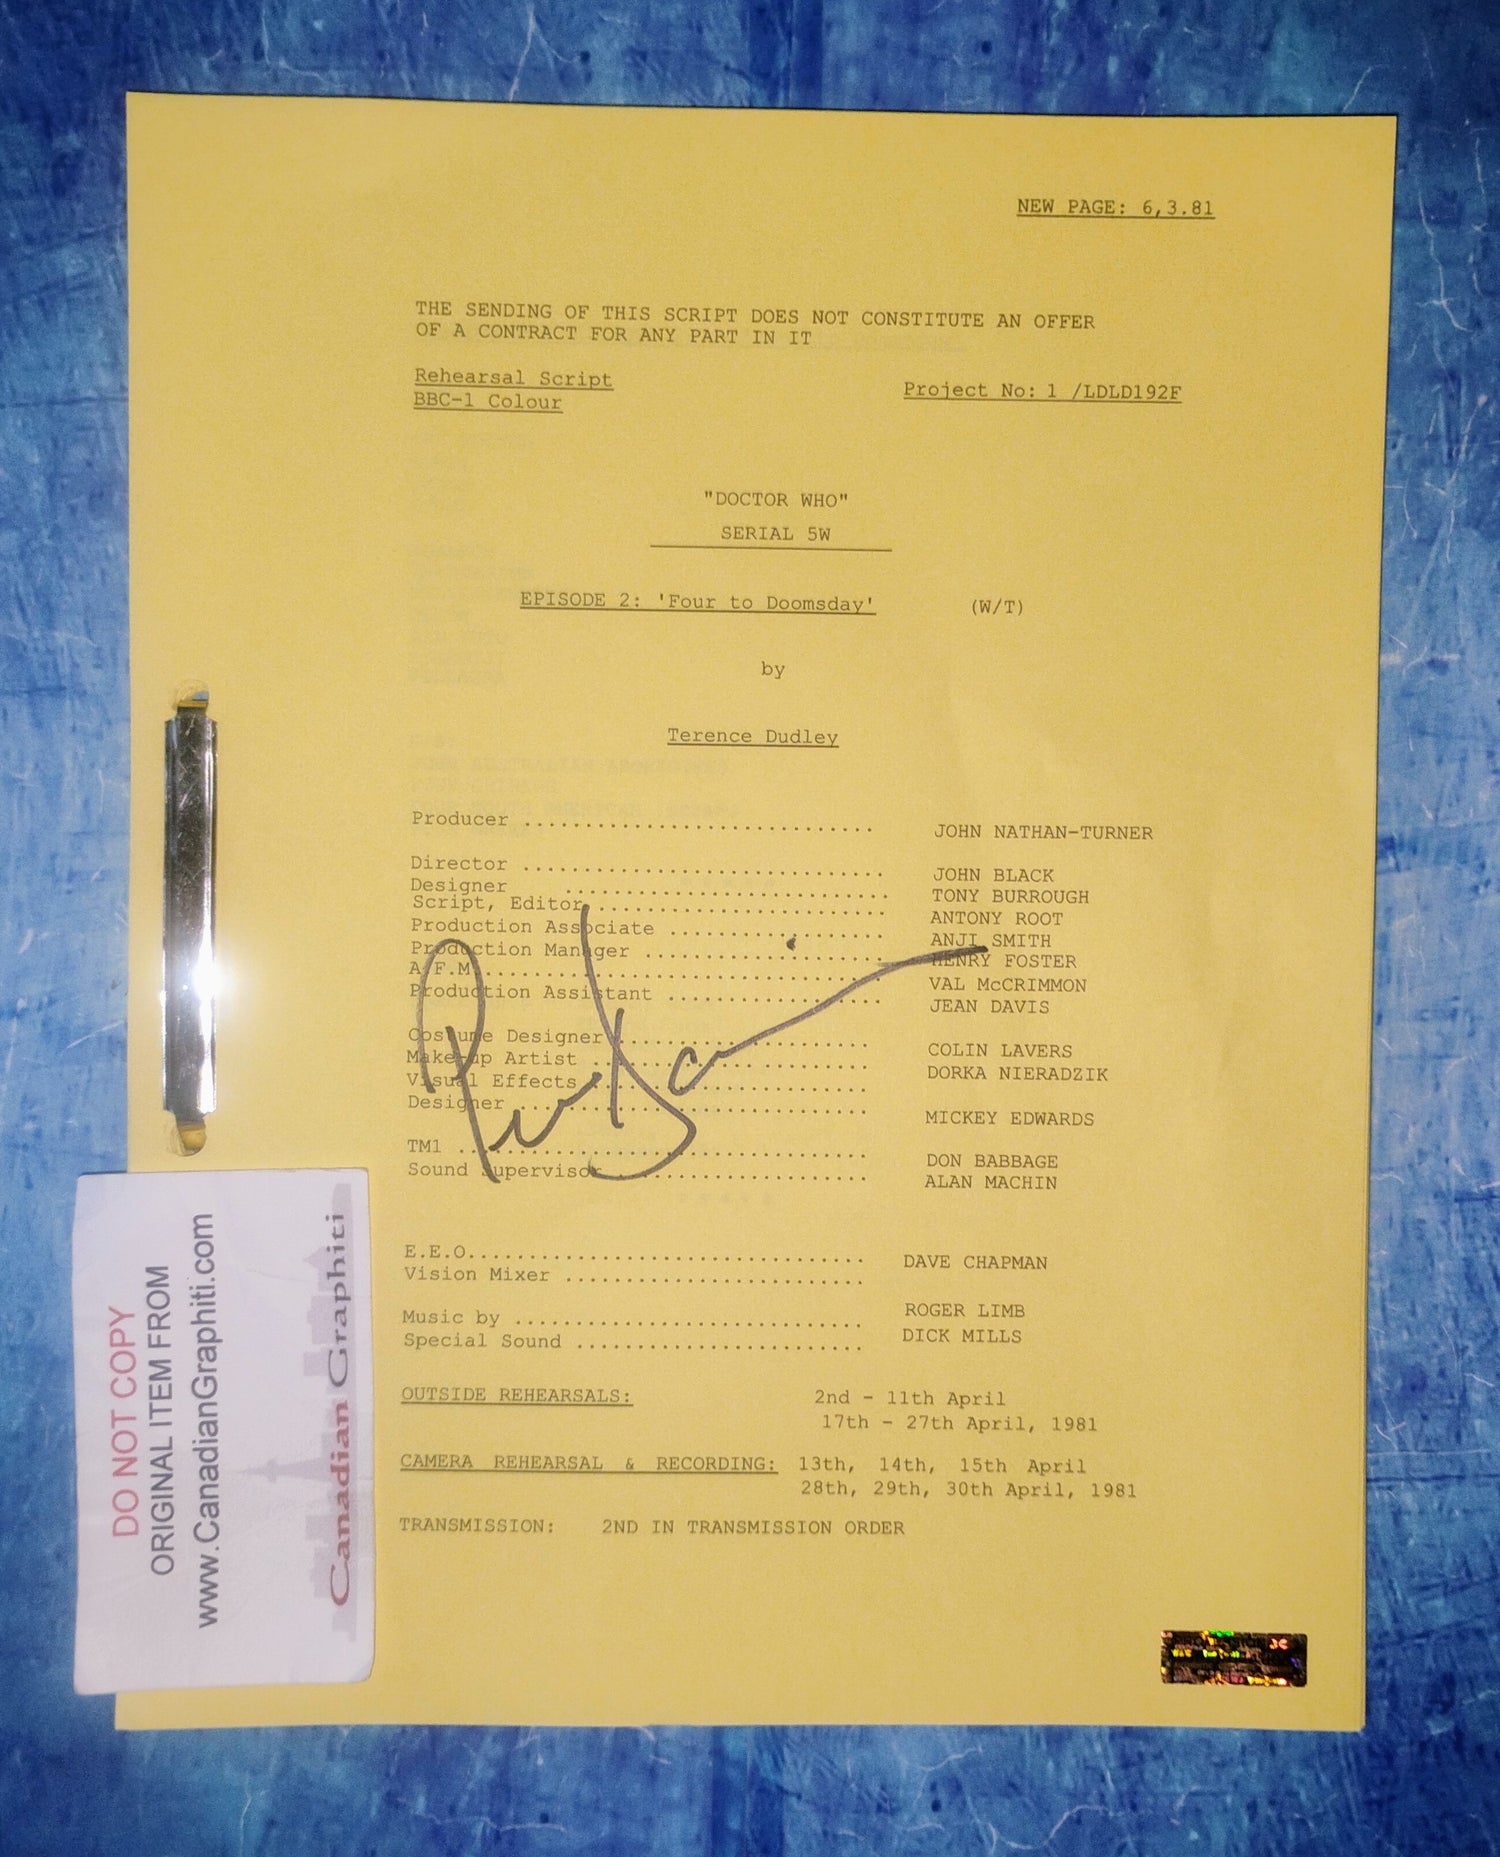 NEW PAGE: 6,3.81
THE SENDING OF THIS SCRIPT DOES NOT CONSTITUTE AN OFFER
OF A CONTRACT FOR ANY PART IN IT
Rehearsal Script
BBC-1 Colour
Project No: 1 /LDLD192F
"DOCTOR WHO"
SERIAL 5W
EPISODE 2: 'Four to Doomsday' (W/T)
by
Terence Dudley
Producer ............................. JOHN NATHAN-TURNER
Director .............................. JOHN BLACK
Designer ........................... TONY BURROUGH
Script, Editor........................ ANTONY ROOT
Production Associate .................. ANJI SMITH
Production Manager .................... HENRY FOSTER
A.F.M................................. VAL McCRIMMON
Production Assistant .................. JEAN DAVIS
Costume Designer...................... COLIN LAVERS
Make-up Artist ....................... DORKA NIERADZIK
Visual Effects........................
Designer ............................. MICKEY EDWARDS
TM1 .................................. DON BABBAGE
Sound Supervisor ..................... ALAN MACHIN
E.E.O................................. DAVE CHAPMAN
Vision Mixer .........................
Music by ............................. ROGER LIMB
Special Sound ........................ DICK MILLS
OUTSIDE REHEARSALS: 2nd - 11th April
17th - 27th April, 1981
CAMERA REHEARSAL & RECORDING: 13th, 14th, 15th April
28th, 29th, 30th April, 1981
TRANSMISSION: 2ND IN TRANSMISSION ORDER
DO NOT COPY
ORIGINAL ITEM FROM
www.CanadianGraphiti.com
Canadian Graphiti